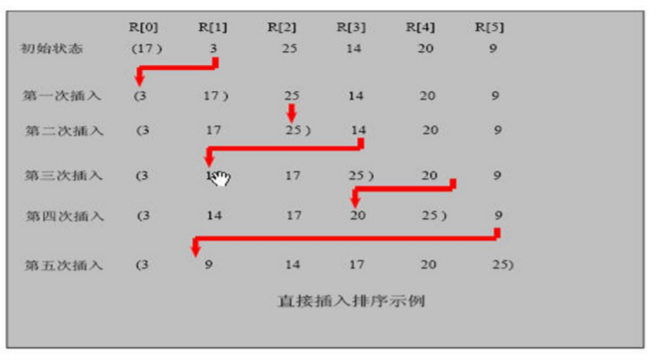 R[0] R[1] R[2] R[3] R[4] R[5]
初始状态 (17) 3 25 14 20 9
第一次插入 (3 17) 25 14 20 9
第二次插入 (3 17 25) 14 20 9
第三次插入 (3 17 25) 20 9
第四次插入 (3 14 17 20 25) 9
第五次插入 (3 9 14 17 20 25)
直接插入排序示例